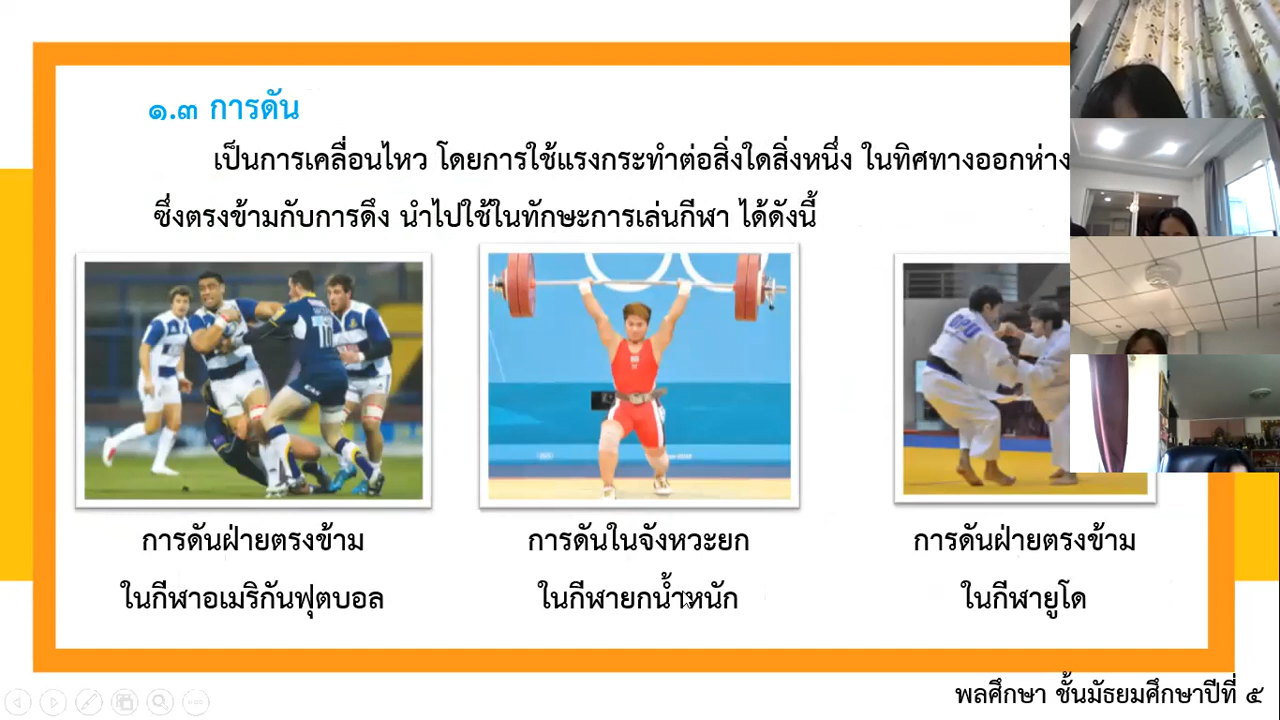 ๑.๓ การดัน
เป็นการเคลื่อนไหว โดยการใช้แรงกระทำต่อสิ่งใดสิ่งหนึ่ง ในทิศทางออกห่าง
ซึ่งตรงข้ามกับการดึง นำไปใช้ในทักษะการเล่นกีฬา ได้ดังนี้
10
การดันฝ่ายตรงข้าม
ในกีฬาอเมริกันฟุตบอล
การดันในจังหวะยก
ในกีฬายกน้ำหนัก
การดันฝ่ายตรงข้าม
ในกีฬายูโด
พลศึกษา ชั้นมัธยมศึกษาปีที่ ๕